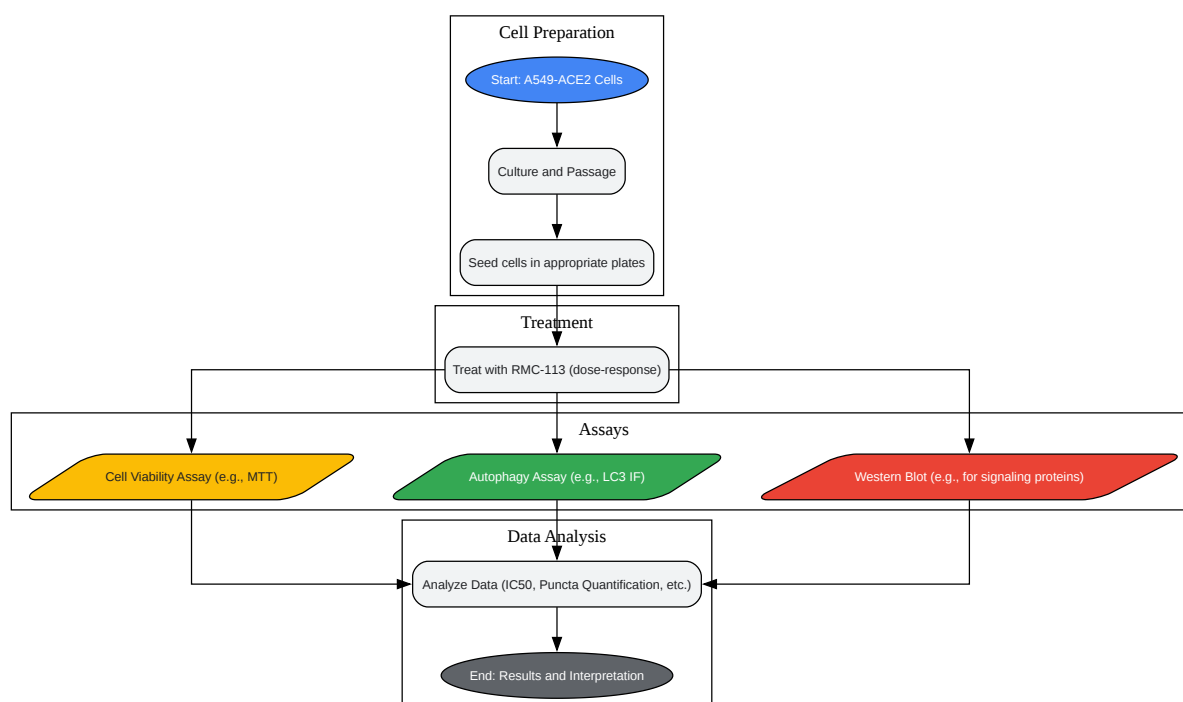 Cell Preparation
Start: A549-ACE2 Cells
Culture and Passage
Seed cells in appropriate plates
Treatment
Treat with RMC-113 (dose-response)
Assays
Cell Viability Assay (e.g., MTT)
Autophagy Assay (e.g., LC3 IF)
Western Blot (e.g., for signaling proteins)
Data Analysis
Analyze Data (IC50, Puncta Quantification, etc.)
End: Results and Interpretation